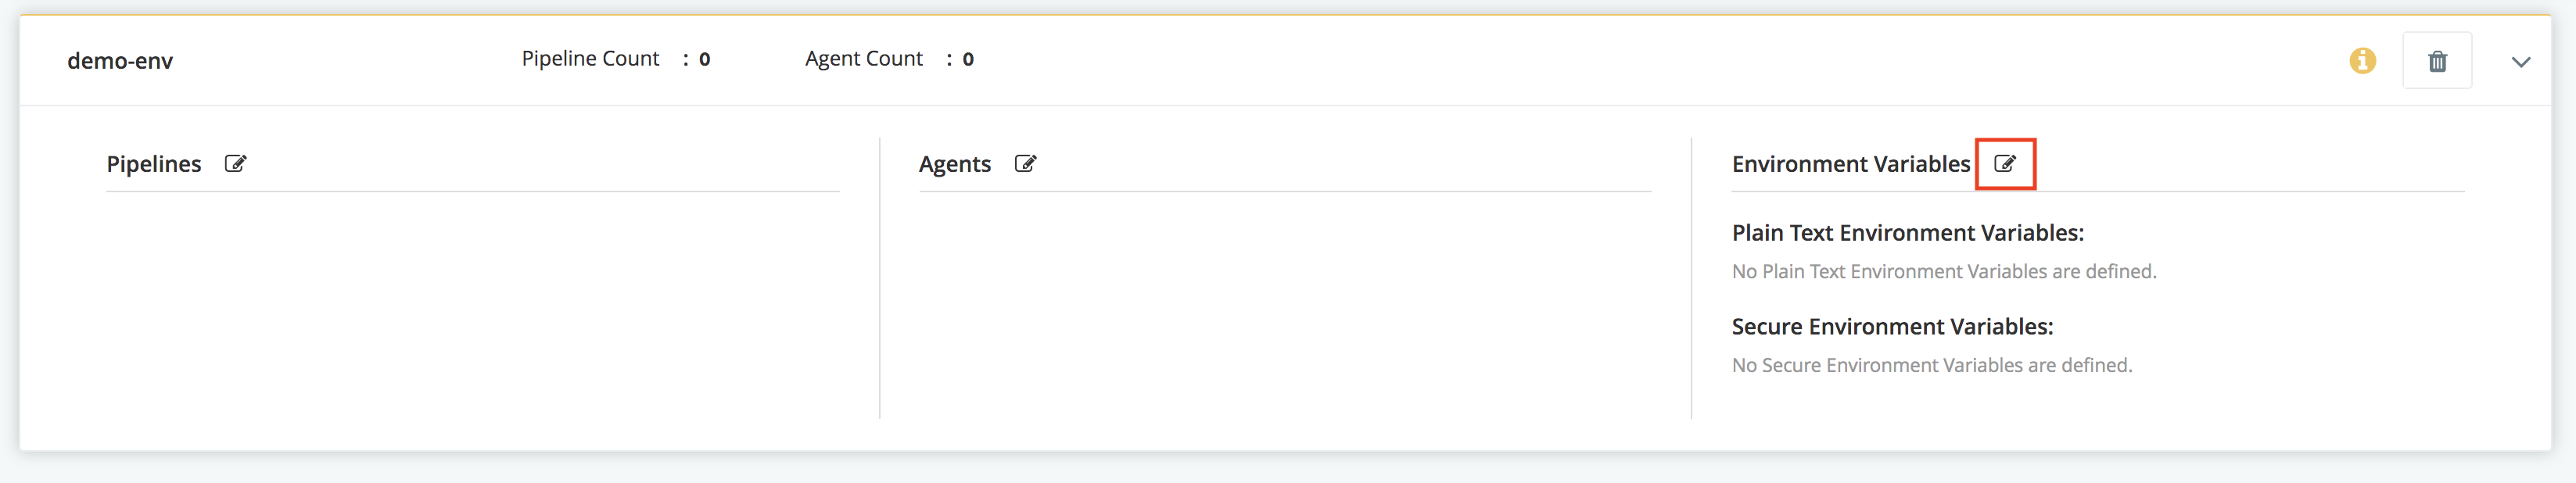 demo-env Pipeline Count : 0 Agent Count : 0
Pipelines
Agents
Environment Variables
Plain Text Environment Variables:
No Plain Text Environment Variables are defined.
Secure Environment Variables:
No Secure Environment Variables are defined.